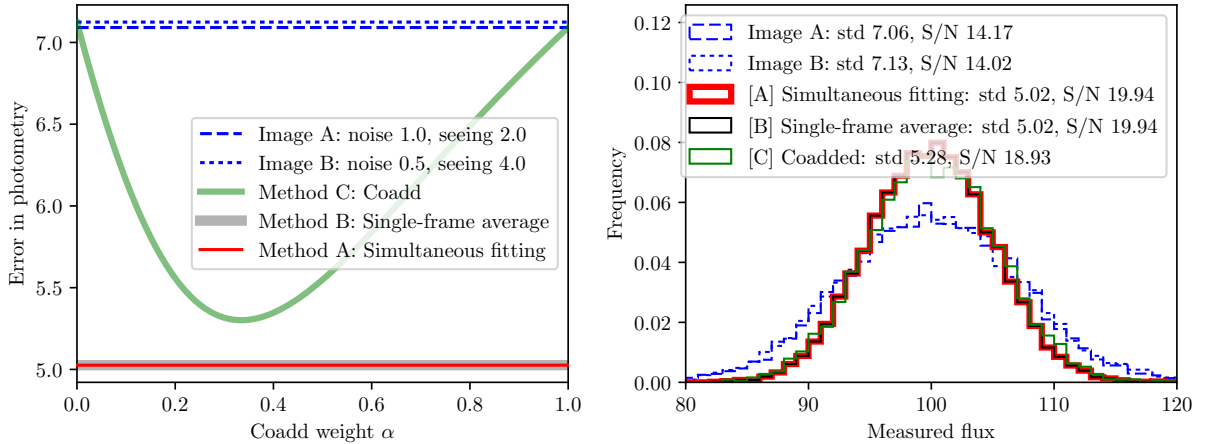 7.0
6.5
6.0
5.5
5.0
Error in photometry
0.0 0.2 0.4 0.6 0.8 1.0
Coadd weight α
Image A: noise 1.0, seeing 2.0
Image B: noise 0.5, seeing 4.0
Method C: Coadd
Method B: Single-frame average
Method A: Simultaneous fitting
0.12
0.10
0.08
0.06
0.04
0.02
0.00
Frequency
80 90 100 110 120
Measured flux
Image A: std 7.06, S/N 14.17
Image B: std 7.13, S/N 14.02
[A] Simultaneous fitting: std 5.02, S/N 19.94
[B] Single-frame average: std 5.02, S/N 19.94
[C] Coadded: std 5.28, S/N 18.93